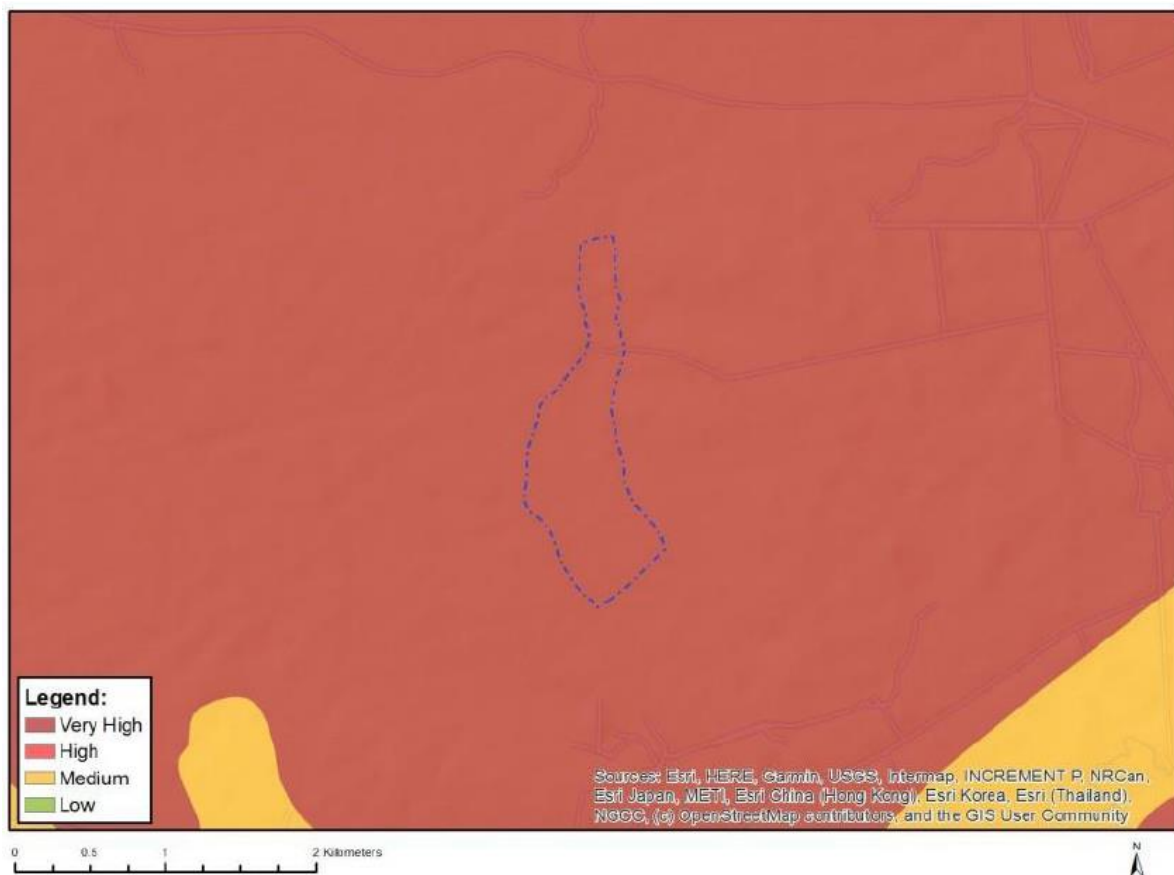 Legend:
Very High
High
Medium
Low
Sources: Esri, HERE, Garmin, USGS, Intermap, INCREMENT P, NRCan,
Esri Japan, METI, Esri China (Hong Kong), Esri Korea, Esri (Thailand),
NGCC, (c) OpenStreetMap contributors, and the GIS User Community
0 0.5 1 2 Kilometers
N